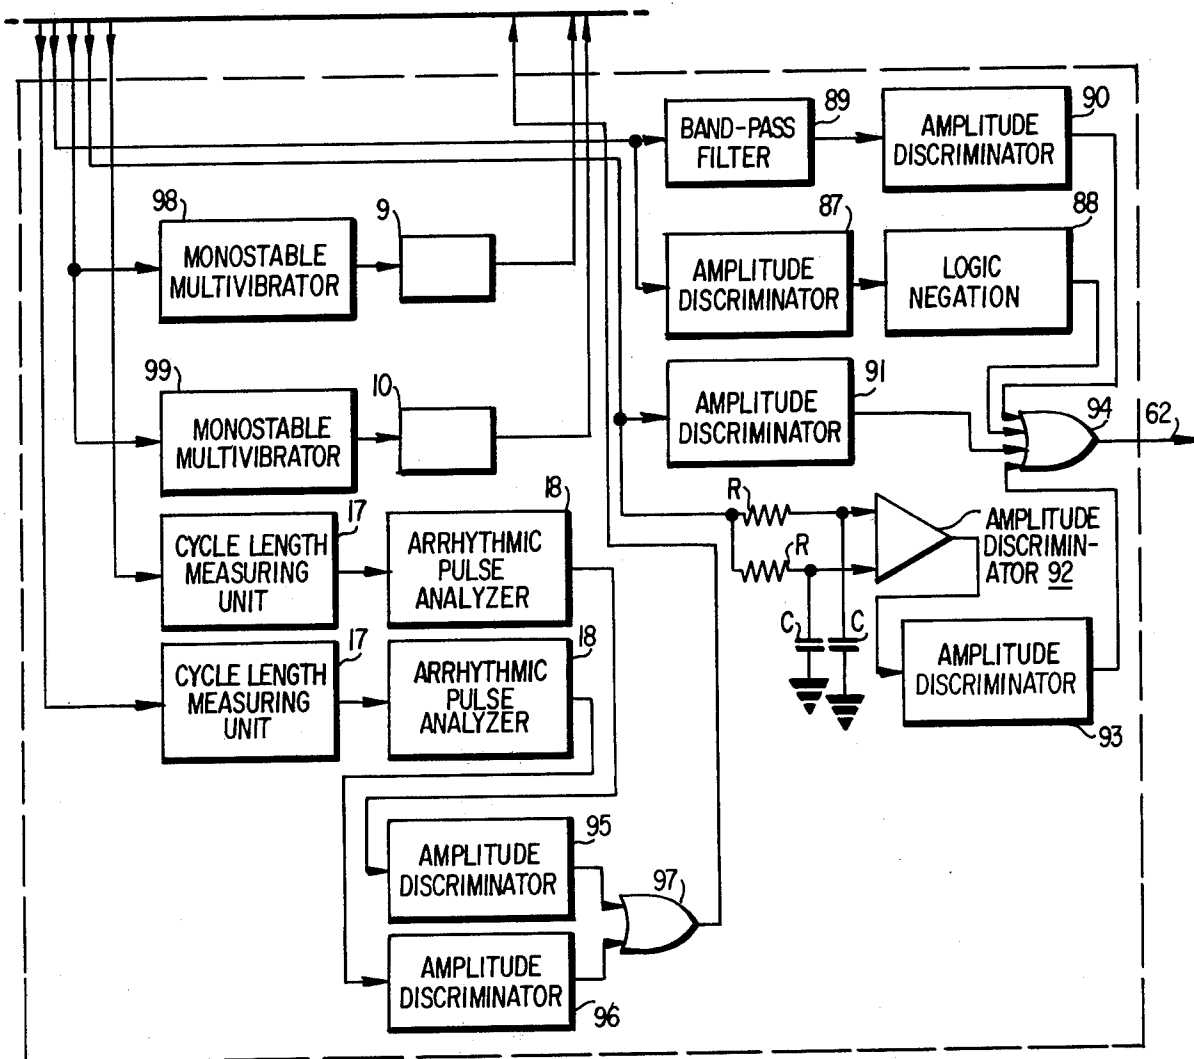 89
BAND-PASS
FILTER
90
AMPLITUDE
DISCRIMINATOR
98
MONOSTABLE
MULTIVIBRATOR
9
87
AMPLITUDE
DISCRIMINATOR
88
LOGIC
NEGATION
99
MONOSTABLE
MULTIVIBRATOR
10
91
AMPLITUDE
DISCRIMINATOR
94
62
17
CYCLE LENGTH
MEASURING
UNIT
18
ARRHYTHMIC
PULSE
ANALYZER
R
R
C
C
AMPLITUDE
DISCRIMIN-
ATOR 92
17
CYCLE LENGTH
MEASURING
UNIT
18
ARRHYTHMIC
PULSE
ANALYZER
AMPLITUDE
DISCRIMINATOR
93
95
AMPLITUDE
DISCRIMINATOR
97
AMPLITUDE
DISCRIMINATOR
96